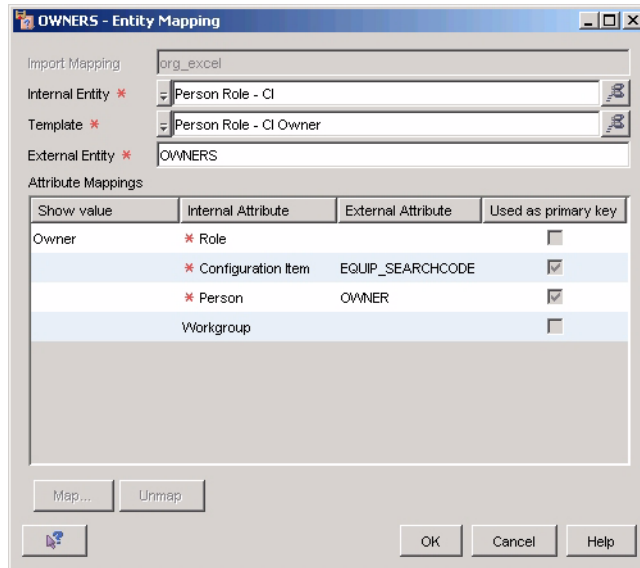 OWNERS - Entity Mapping
Import Mapping org_excel
Internal Entity * Person Role - CI
Template * Person Role - CI Owner
External Entity * OWNERS
Attribute Mappings
Show value Internal Attribute External Attribute Used as primary key
Owner * Role
* Configuration Item EQUIP_SEARCHCODE
* Person OWNER
Workgroup
Map... Unmap
OK Cancel Help